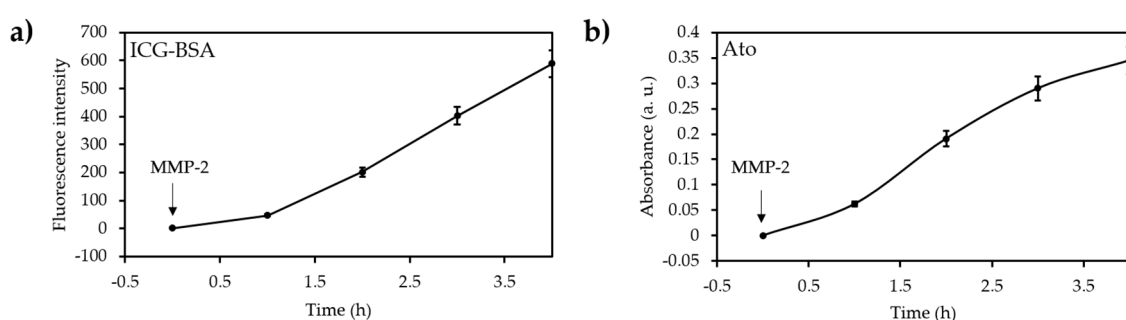 a)
ICG-BSA
Fluorescence intensity
700
600
500
400
300
200
100
0
-100
MMP-2
-0.5
0.5
1.5
2.5
3.5
Time (h)
b)
Ato
Absorbance (a. u.)
0.4
0.35
0.3
0.25
0.2
0.15
0.1
0.05
0
-0.05
MMP-2
-0.5
0.5
1.5
2.5
3.5
Time (h)